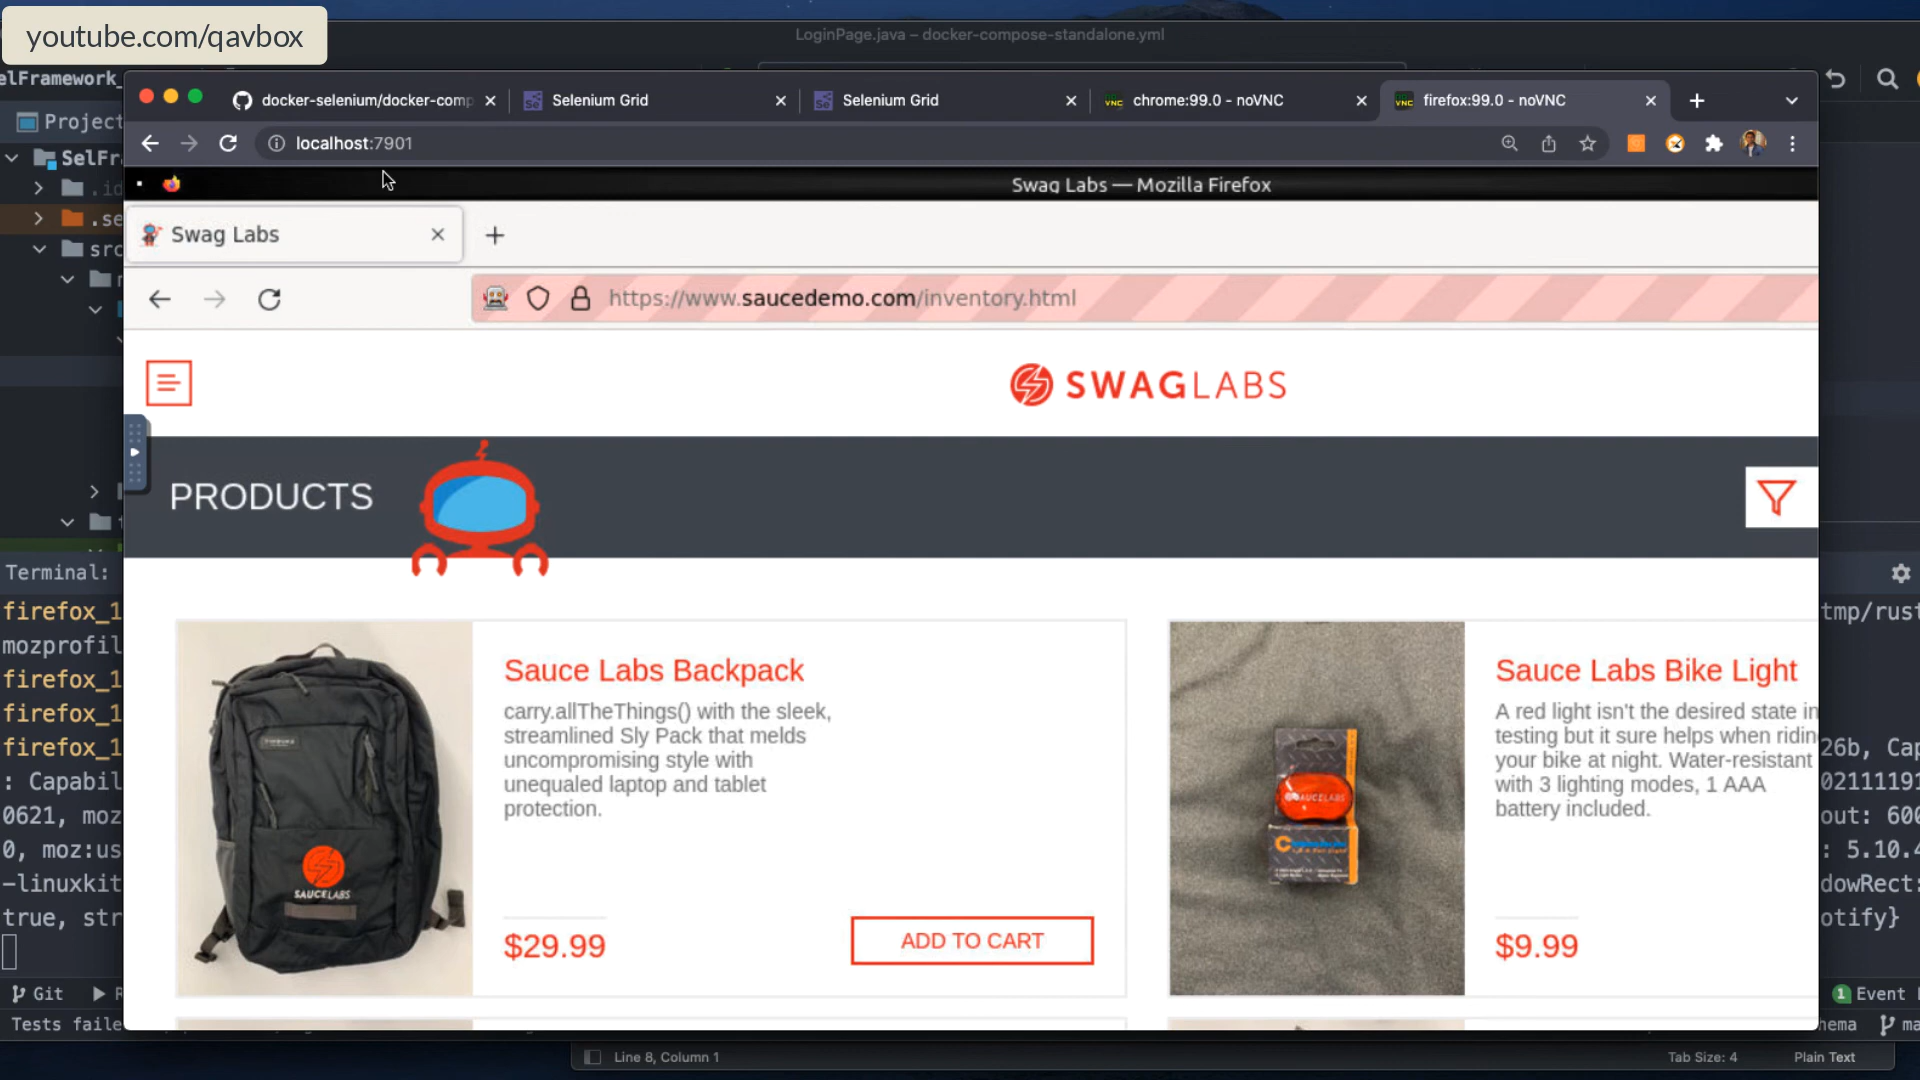 youtube.com/qavbox
LoginPage.java – docker-compose-standalone.yml
elFramework_
docker-selenium/docker-comp
Selenium Grid
Selenium Grid
chrome:99.0 - noVNC
firefox:99.0 - noVNC
Project
localhost:7901
SelFr
.id
.se
src
Swag Labs — Mozilla Firefox
Swag Labs
https://www.saucedemo.com/inventory.html
SWAGLABS
PRODUCTS
Terminal:
firefox_1
mozprofil
firefox_1
firefox_1
firefox_1
: Capabil
0621, moz
0, moz:us
-linuxkit
true, str
tmp/rust
26b, Cap
02111191
out: 600
: 5.10.4
dowRect:
otify}
Sauce Labs Backpack
carry.allTheThings() with the sleek,
streamlined Sly Pack that melds
uncompromising style with
unequaled laptop and tablet
protection.
$29.99
ADD TO CART
SAUCELABS
Sauce Labs Bike Light
A red light isn't the desired state in
testing but it sure helps when ridin
your bike at night. Water-resistant
with 3 lighting modes, 1 AAA
battery included.
$9.99
Git
Event
Tests faile
hema
ma
Line 8, Column 1
Tab Size: 4
Plain Text